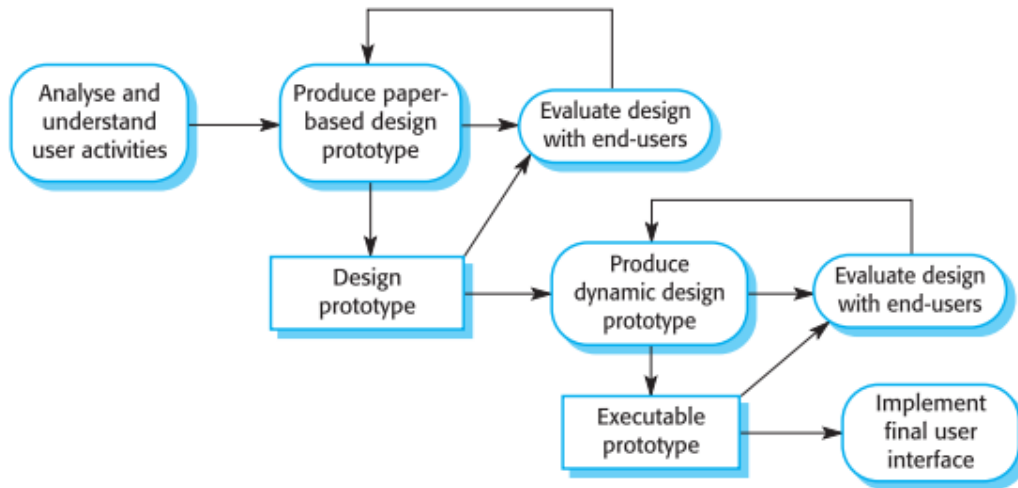 Analyse and
understand
user activities
Produce paper-
based design
prototype
Evaluate design
with end-users
Design
prototype
Produce
dynamic design
prototype
Evaluate design
with end-users
Executable
prototype
Implement
final user
interface